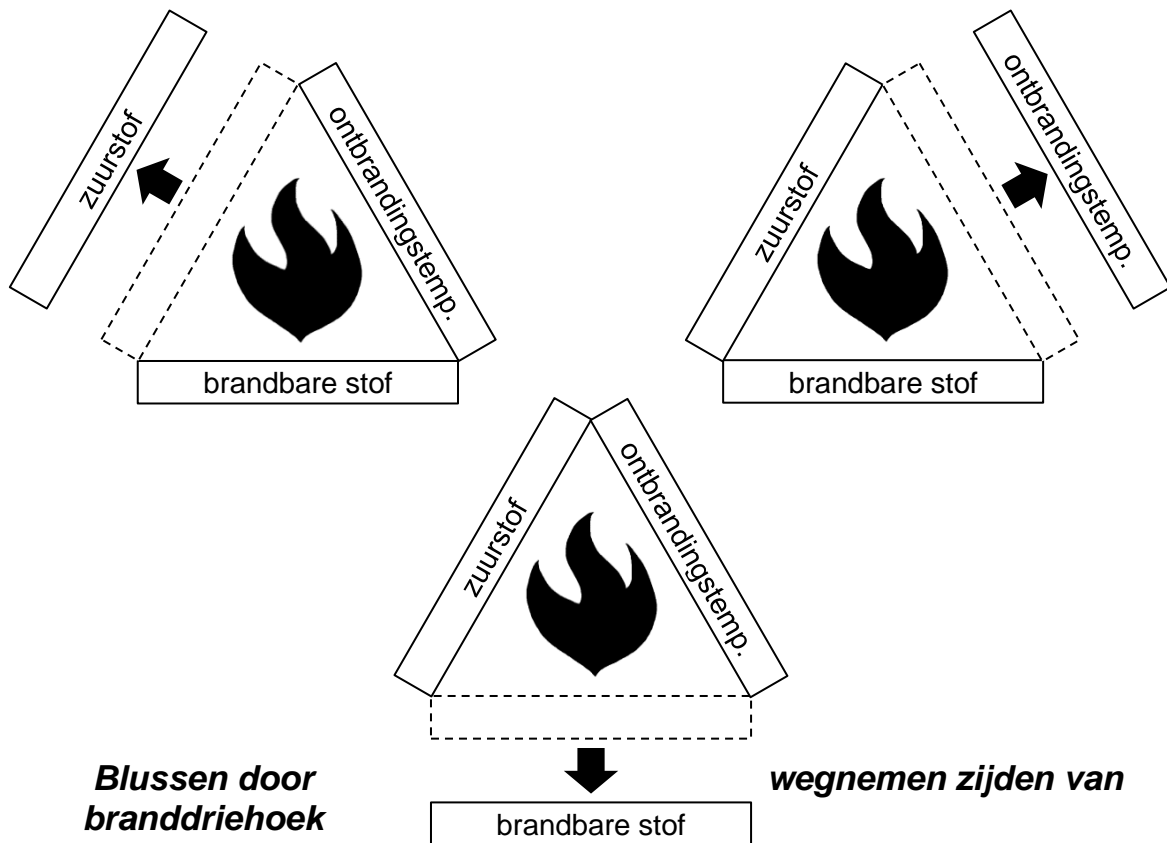 zuurstof
ontbrandingstemp.
brandbare stof
zuurstof
ontbrandingstemp.
brandbare stof
zuurstof
ontbrandingstemp.
brandbare stof
Blussen door wegnemen zijden van
branddriehoek